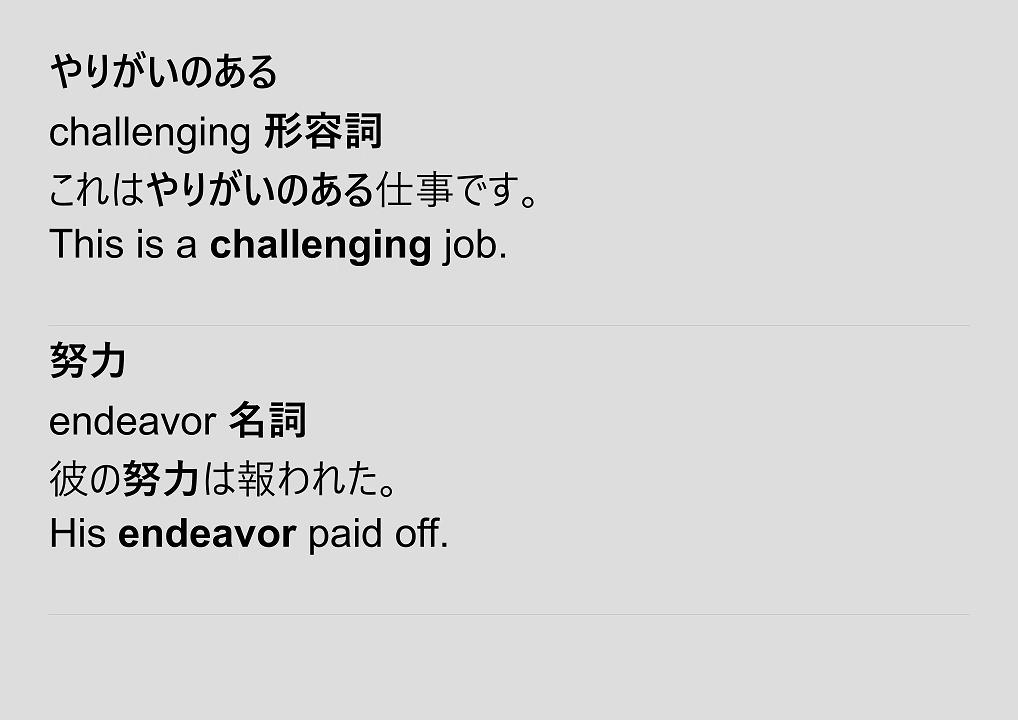 やりがいのある
challenging 形容詞
これはやりがいのある仕事です。
This is a challenging job.
努力
endeavor 名詞
彼の努力は報われた。
His endeavor paid off.